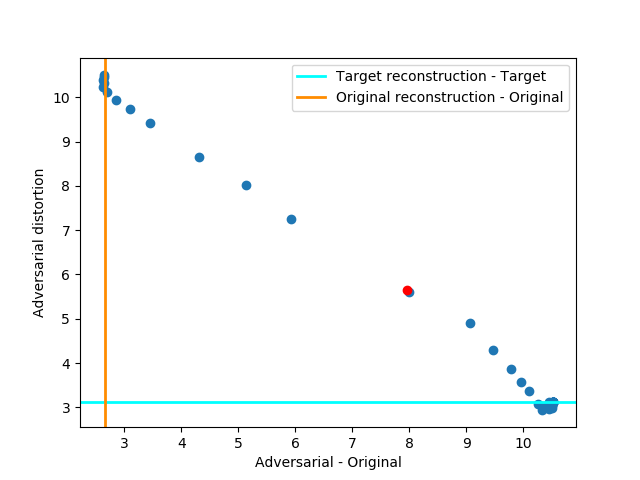 Target reconstruction - Target
Original reconstruction - Original
10
9
8
7
6
5
4
3
Adversarial distortion
3 4 5 6 7 8 9 10
Adversarial - Original